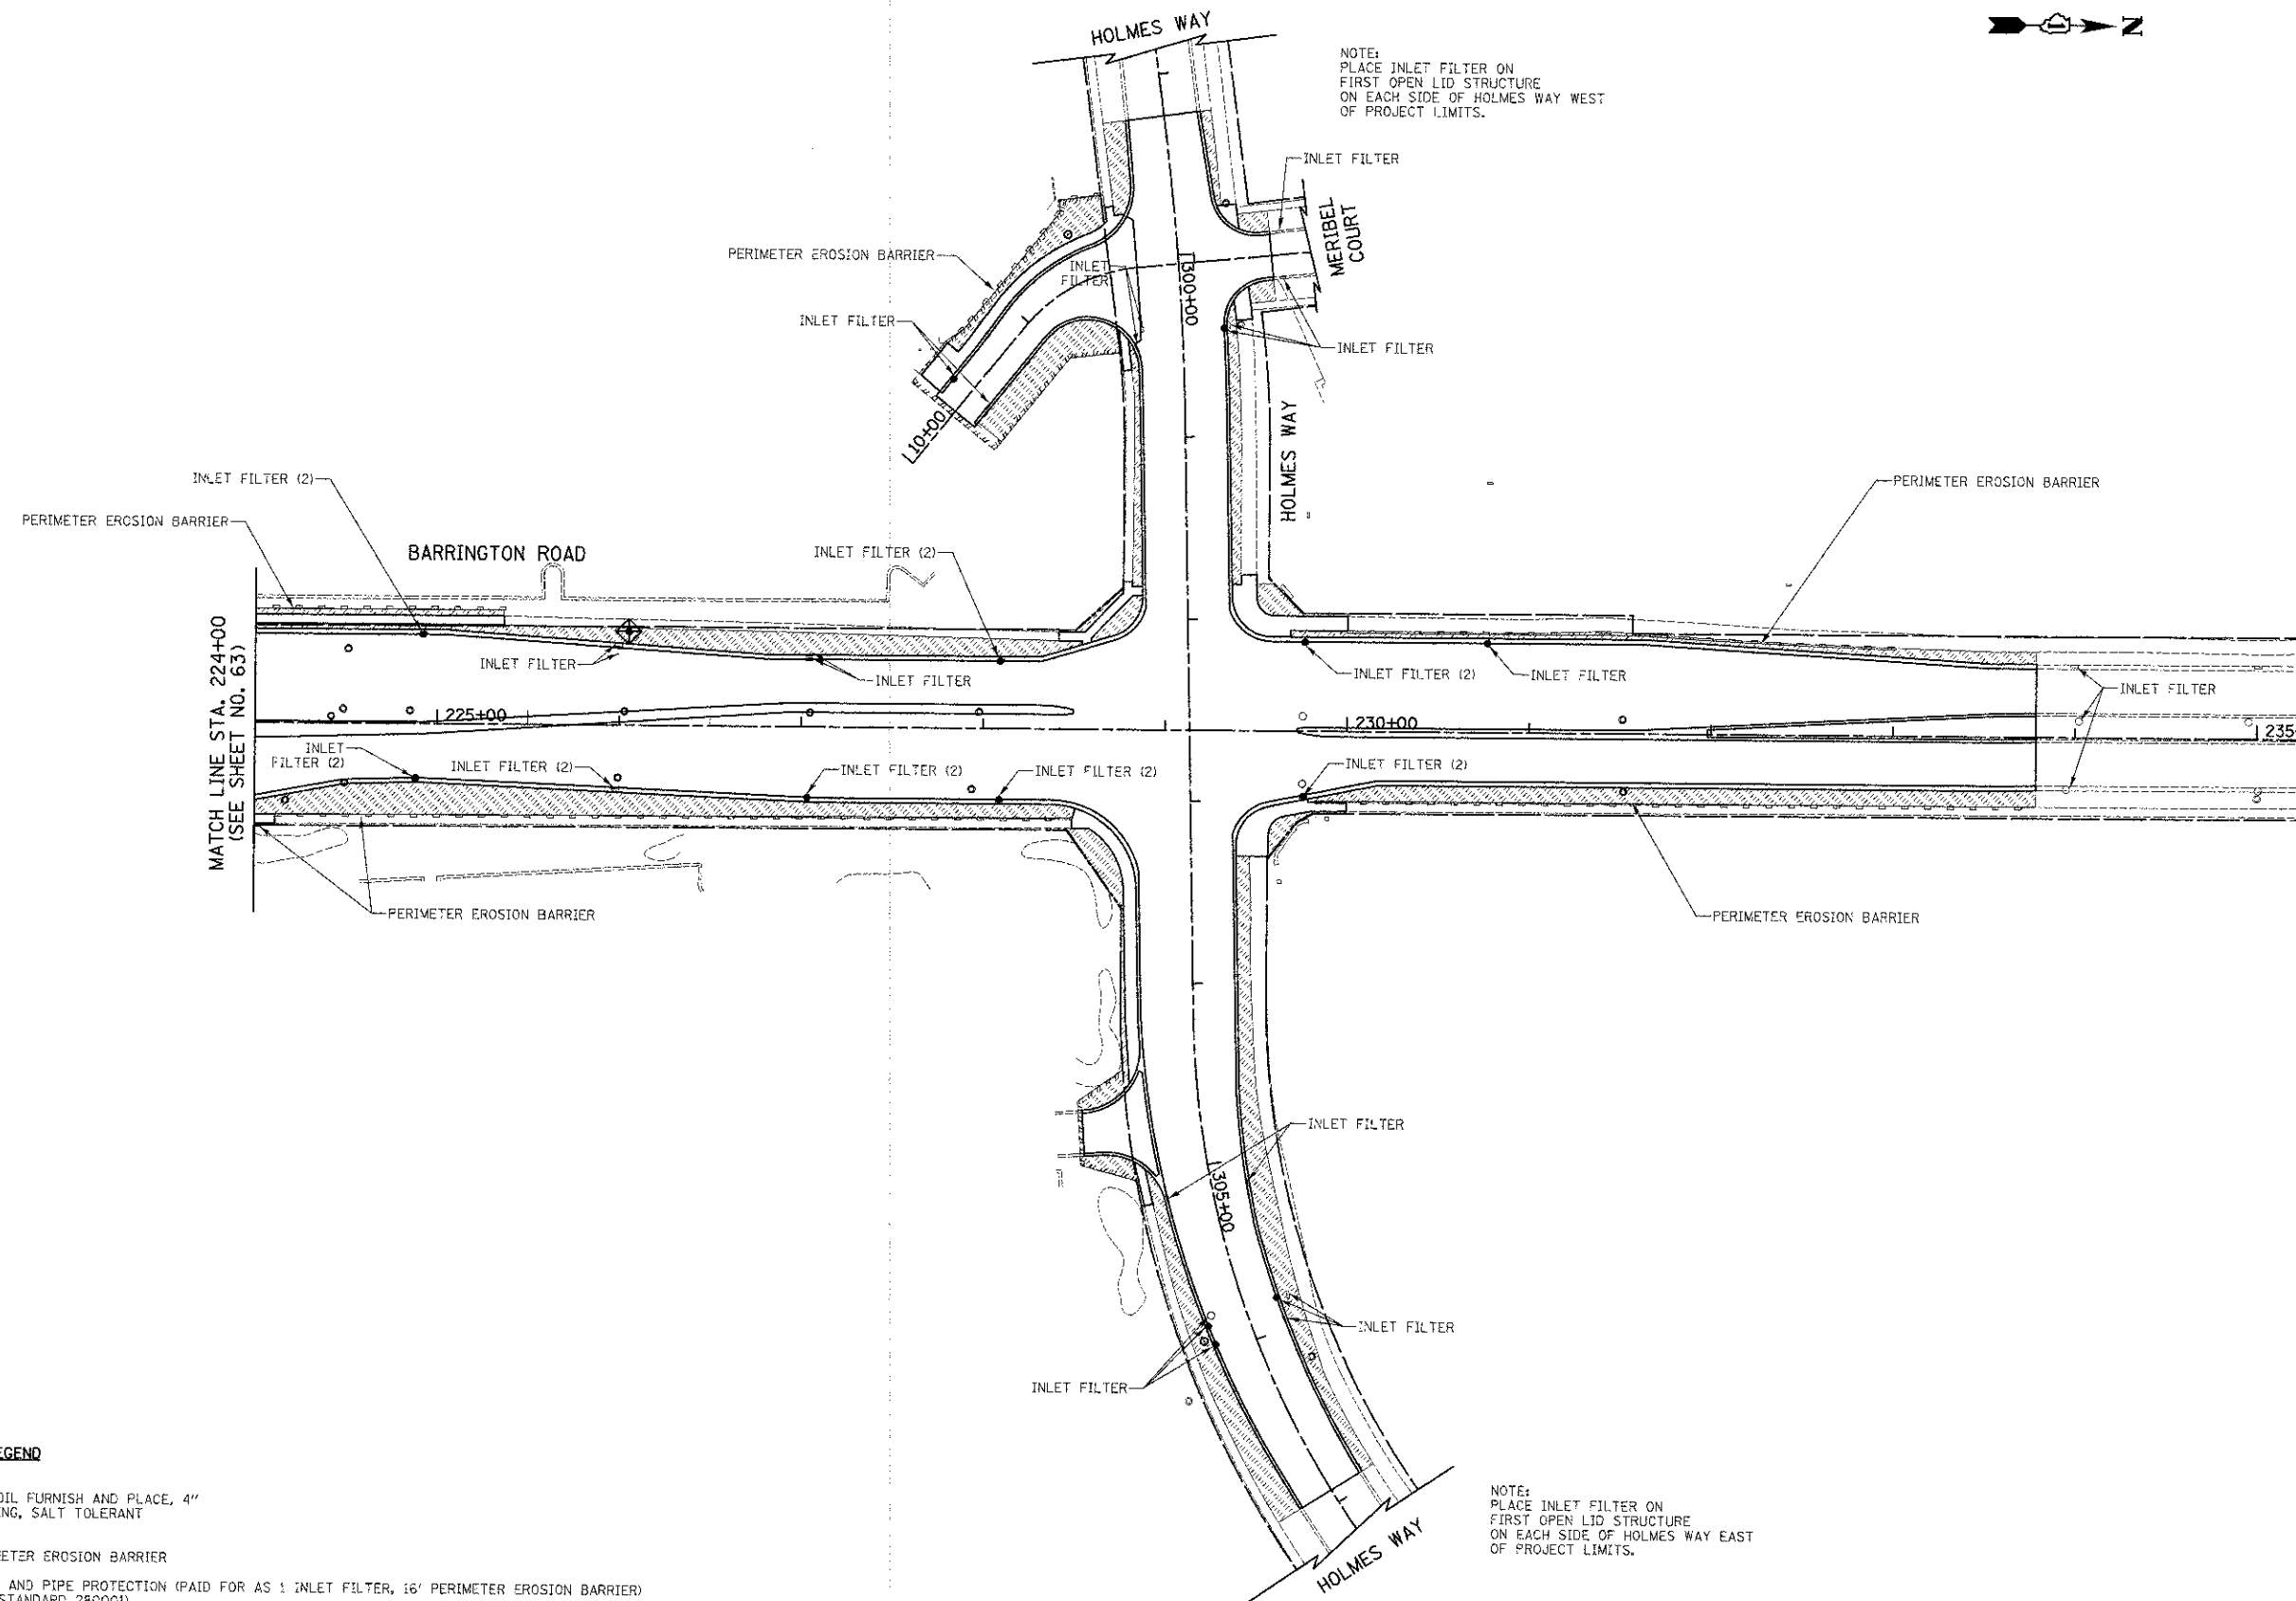 HOLMES WAY
N
NOTE:
PLACE INLET FILTER ON
FIRST OPEN LID STRUCTURE
ON EACH SIDE OF HOLMES WAY WEST
OF PROJECT LIMITS.
INLET FILTER
MERIBEL
COURT
PERIMETER EROSION BARRIER
INLET
FILTER
300+00
INLET FILTER
INLET FILTER
10+00
HOLMES WAY
INLET FILTER (2)
PERIMETER EROSION BARRIER
PERIMETER EROSION BARRIER
BARRINGTON ROAD
INLET FILTER (2)
MATCH LINE STA. 224+00
(SEE SHEET NO. 63)
INLET FILTER
INLET FILTER
INLET FILTER (2)
INLET FILTER
INLET FILTER
225+00
230+00
235
INLET
FILTER (2)
INLET FILTER (2)
INLET FILTER (2)
INLET FILTER (2)
INLET FILTER (2)
PERIMETER EROSION BARRIER
PERIMETER EROSION BARRIER
INLET FILTER
305+00
INLET FILTER
INLET FILTER
HOLMES WAY
NOTE:
PLACE INLET FILTER ON
FIRST OPEN LID STRUCTURE
ON EACH SIDE OF HOLMES WAY EAST
OF PROJECT LIMITS.
EGEND
OIL FURNISH AND PLACE, 4"
NG, SALT TOLERANT
ETER EROSION BARRIER
AND PIPE PROTECTION (PAID FOR AS 1 INLET FILTER, 16' PERIMETER EROSION BARRIER)
STANDARD 280001)